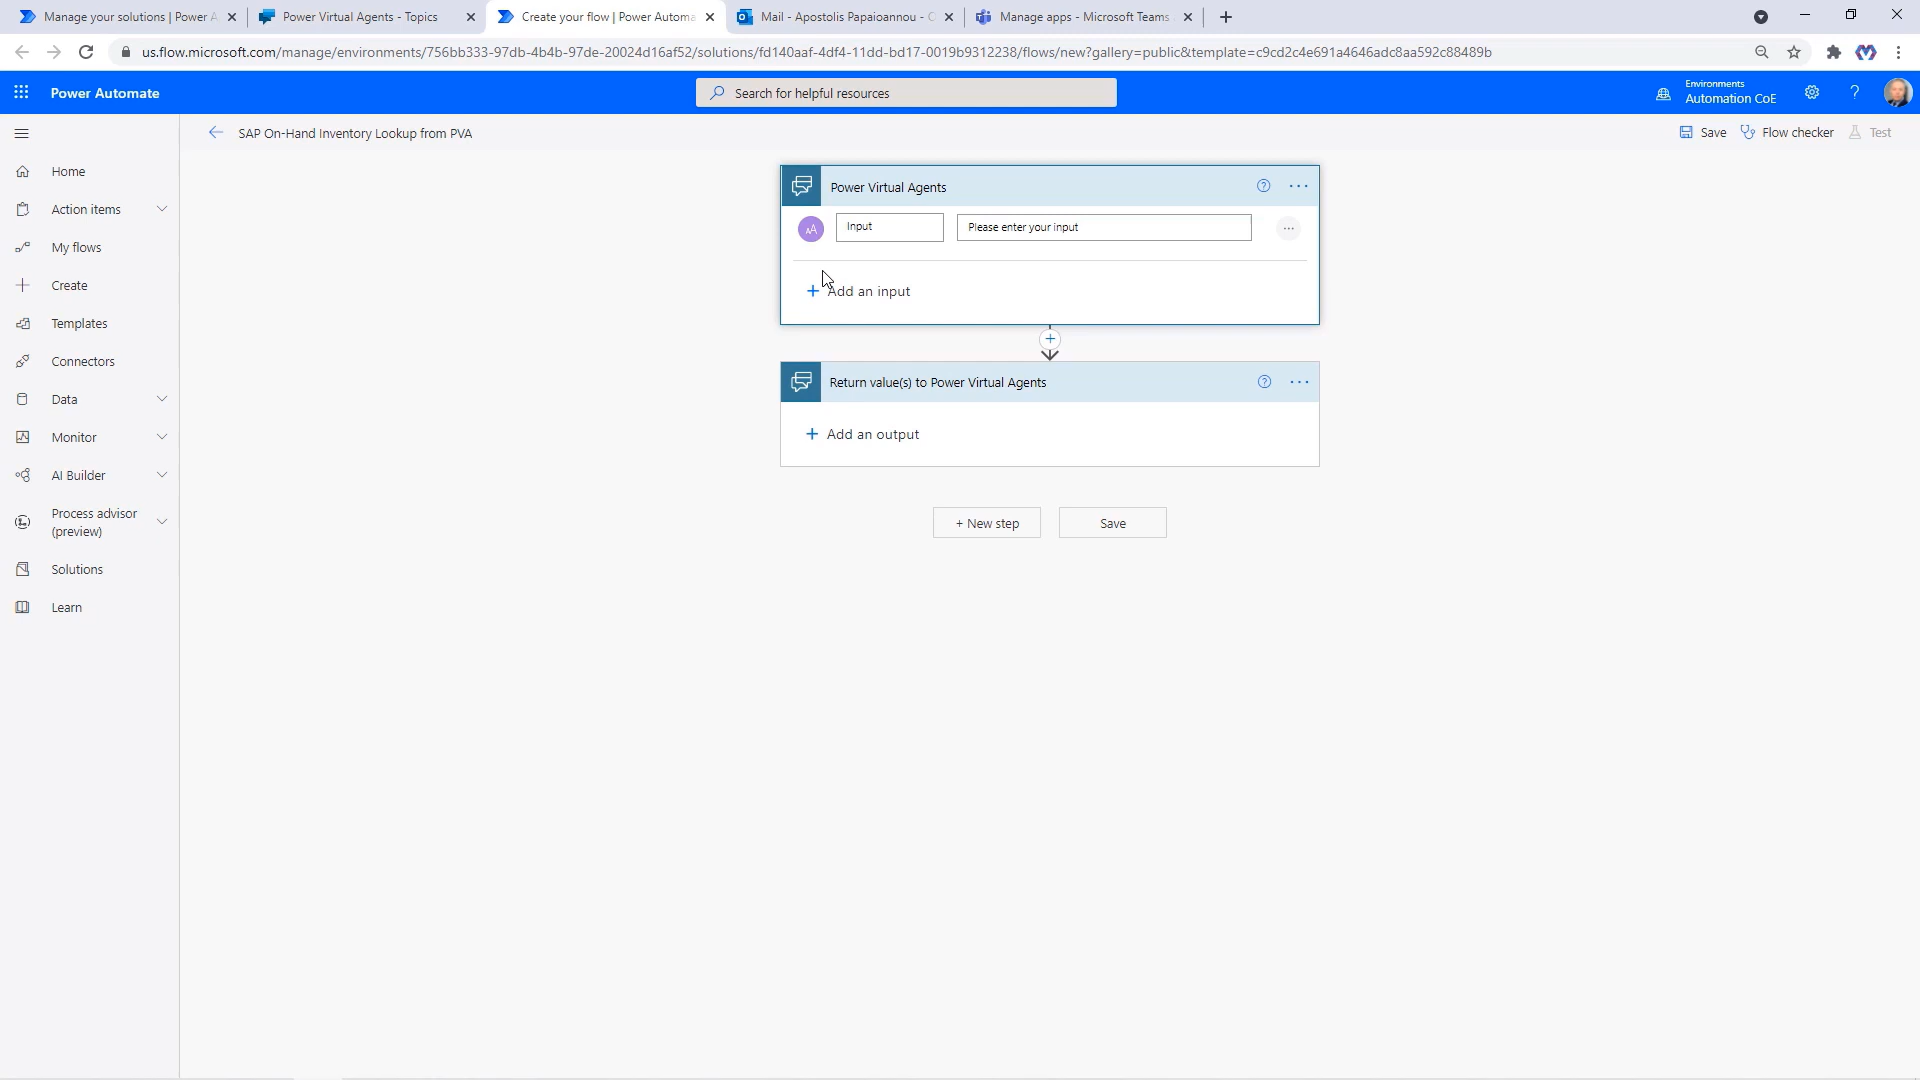 Manage your solutions | Power A
Power Virtual Agents - Topics
Create your flow | Power Automa
Mail - Apostolis Papaioannou - O
Manage apps - Microsoft Teams
us.flow.microsoft.com/manage/environments/756bb333-97db-4b4b-97de-20024d16af52/solutions/fd140aaf-4df4-11dd-bd17-0019b9312238/flows/new?gallery=public&template=c9cd2c4e691a4646adc8aa592c88489b
Power Automate
Search for helpful resources
Environments
Automation CoE
?
SAP On-Hand Inventory Lookup from PVA
Save
Flow checker
Test
Home
Action items
My flows
Create
Templates
Connectors
Data
Monitor
AI Builder
Process advisor
(preview)
Solutions
Learn
Power Virtual Agents
AA
Input
Please enter your input
Add an input
Return value(s) to Power Virtual Agents
Add an output
+ New step
Save